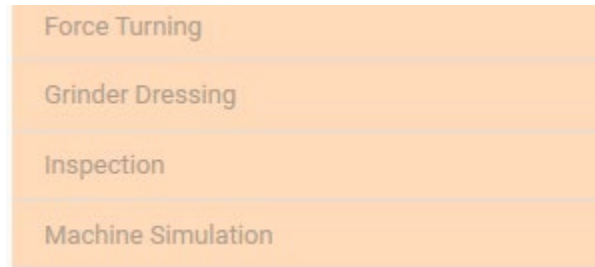 Force Turning
Grinder Dressing
Inspection
Machine Simulation